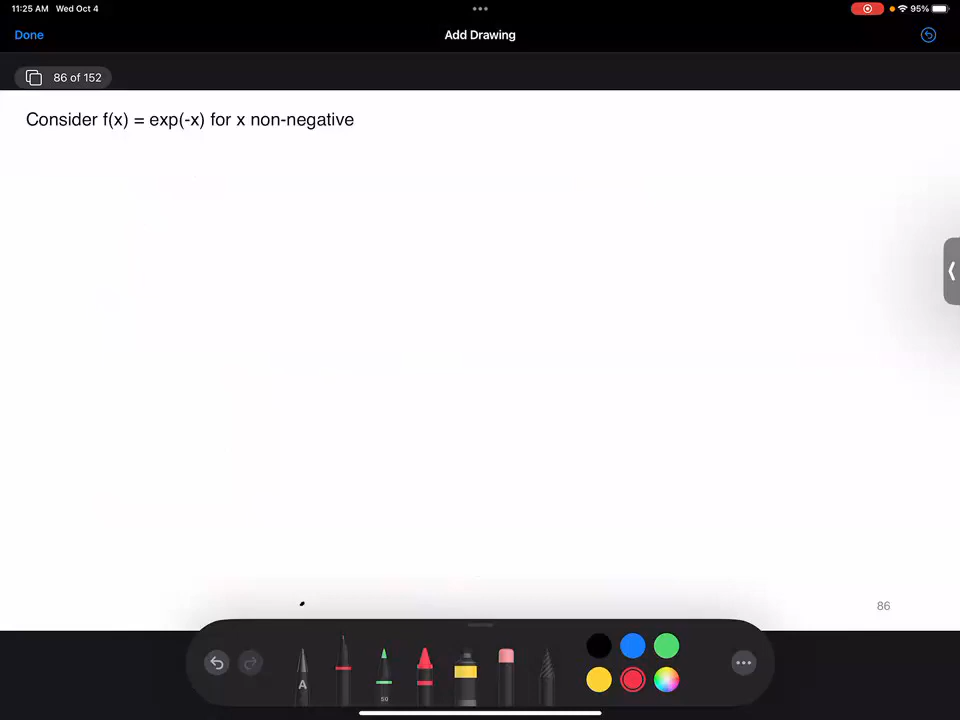 11:25 AM Wed Oct 4
95%
Done
Add Drawing
86 of 152
Consider f(x) = exp(-x) for x non-negative
86
A
50